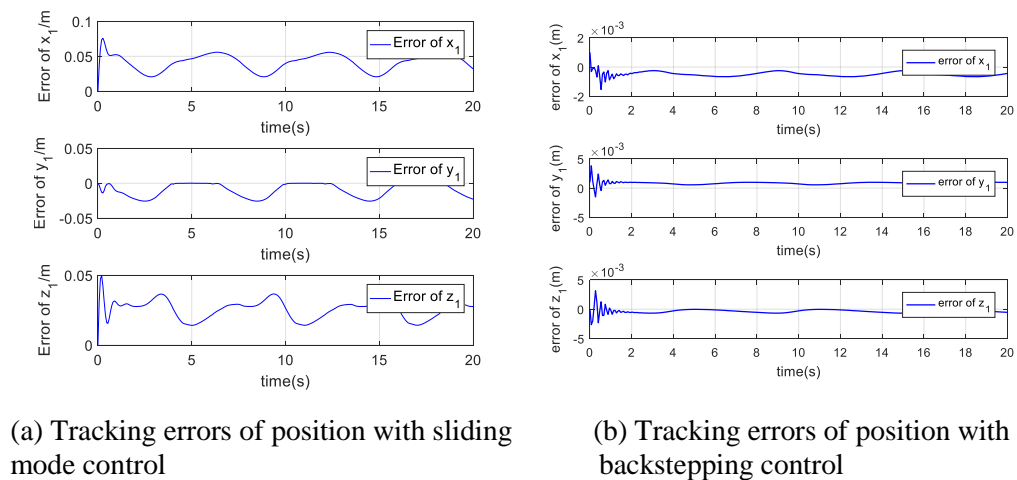 0.1
0.05
0
Error of x1/m
Error of x1
0 5 10 15 20
time(s)
0.05
0
-0.05
Error of y1/m
Error of y1
0 5 10 15 20
time(s)
0.05
0
Error of z1/m
Error of z1
0 5 10 15 20
time(s)
(a) Tracking errors of position with sliding
mode control
×10-3
2
0
-2
error of x1(m)
error of x1
0 2 4 6 8 10 12 14 16 18 20
time(s)
×10-3
5
0
-5
error of y1(m)
error of y1
0 2 4 6 8 10 12 14 16 18 20
time(s)
×10-3
5
0
-5
error of z1(m)
error of z1
0 2 4 6 8 10 12 14 16 18 20
time(s)
(b) Tracking errors of position with
backstepping control